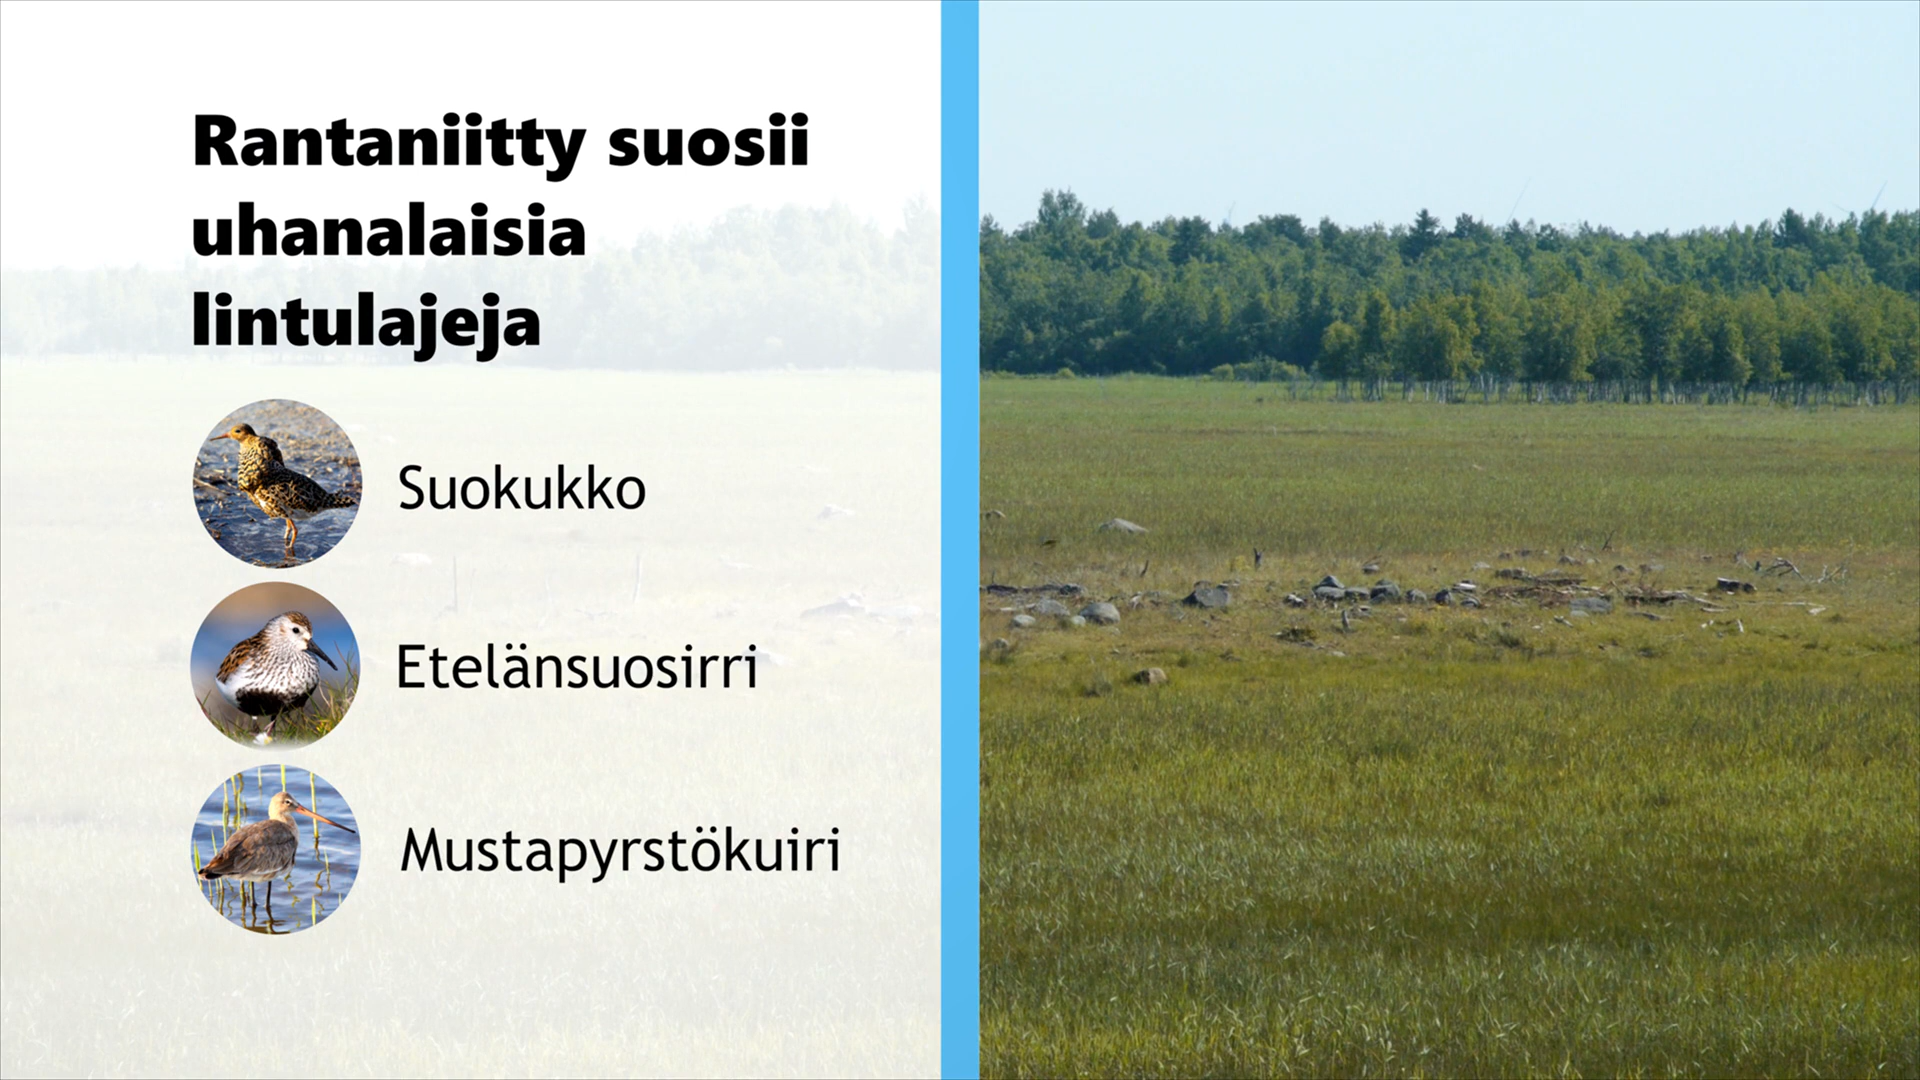 Rantaniitty suosii
uhanalaisia
lintulajeja
Suokukko
Etelänsuosirri
Mustapyrstökuiri